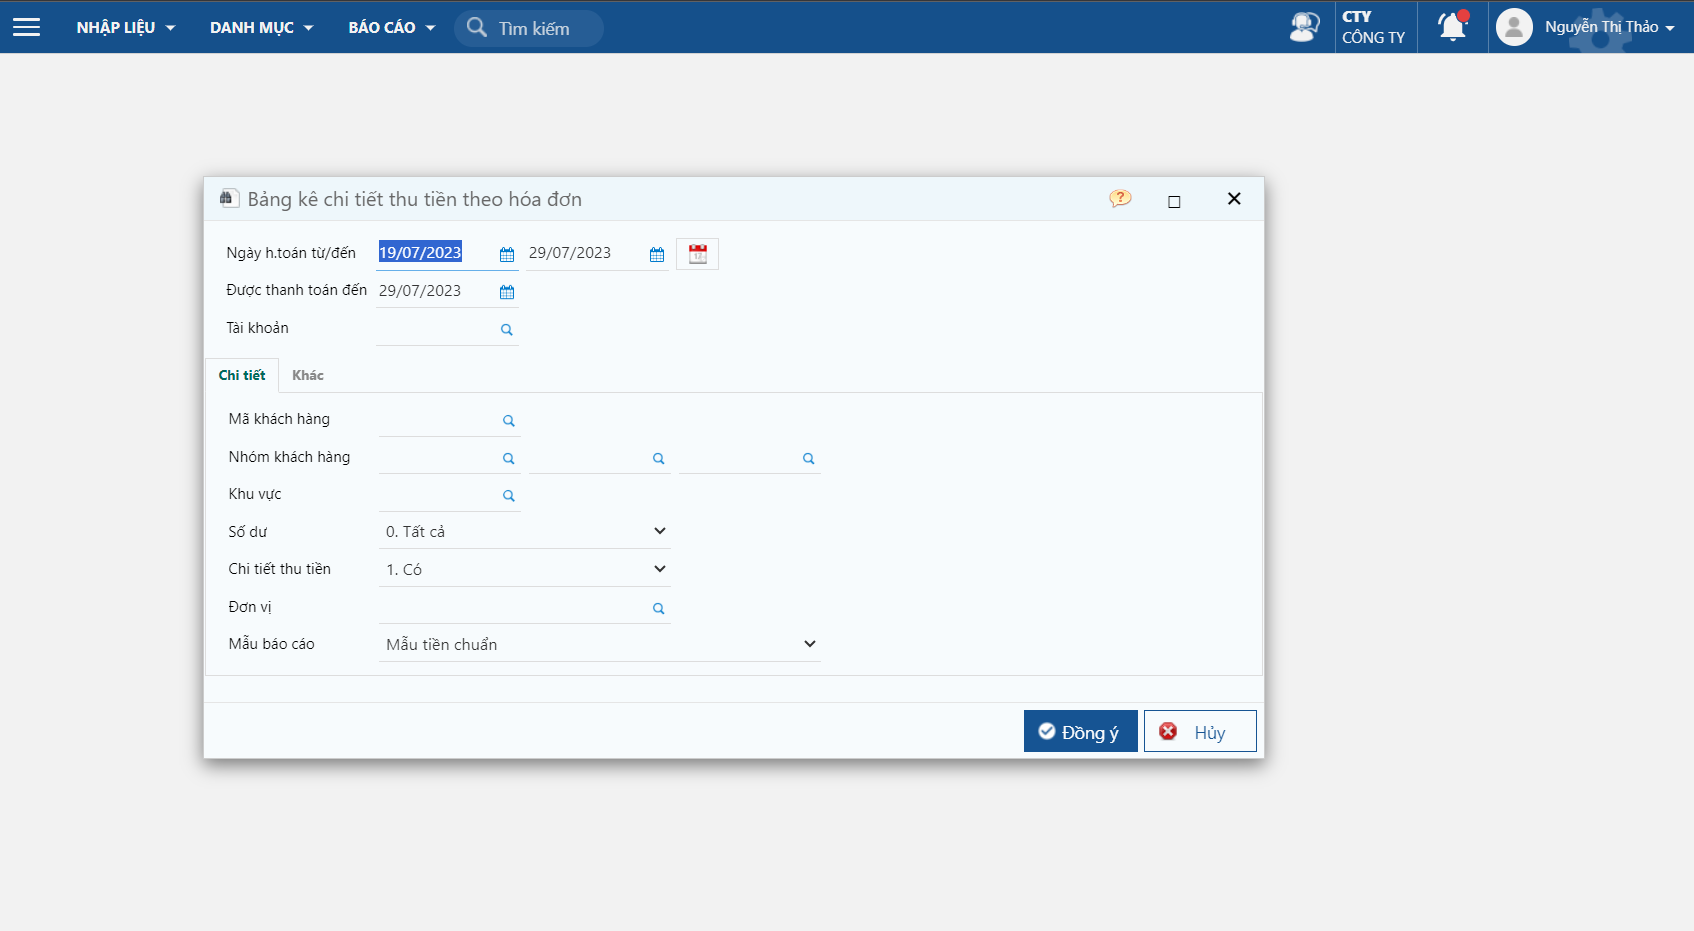 NHẬP LIỆU DANH MỤC BÁO CÁO Tìm kiếm CTY CÔNG TY Nguyễn Thị Thảo
Bảng kê chi tiết thu tiền theo hóa đơn
Ngày h.toán từ/đến 19/07/2023 29/07/2023
Được thanh toán đến 29/07/2023
Tài khoản
Chi tiết Khác
Mã khách hàng
Nhóm khách hàng
Khu vực
Số dư 0. Tất cả
Chi tiết thu tiền 1. Có
Đơn vị
Mẫu báo cáo Mẫu tiền chuẩn
Đồng ý Hủy